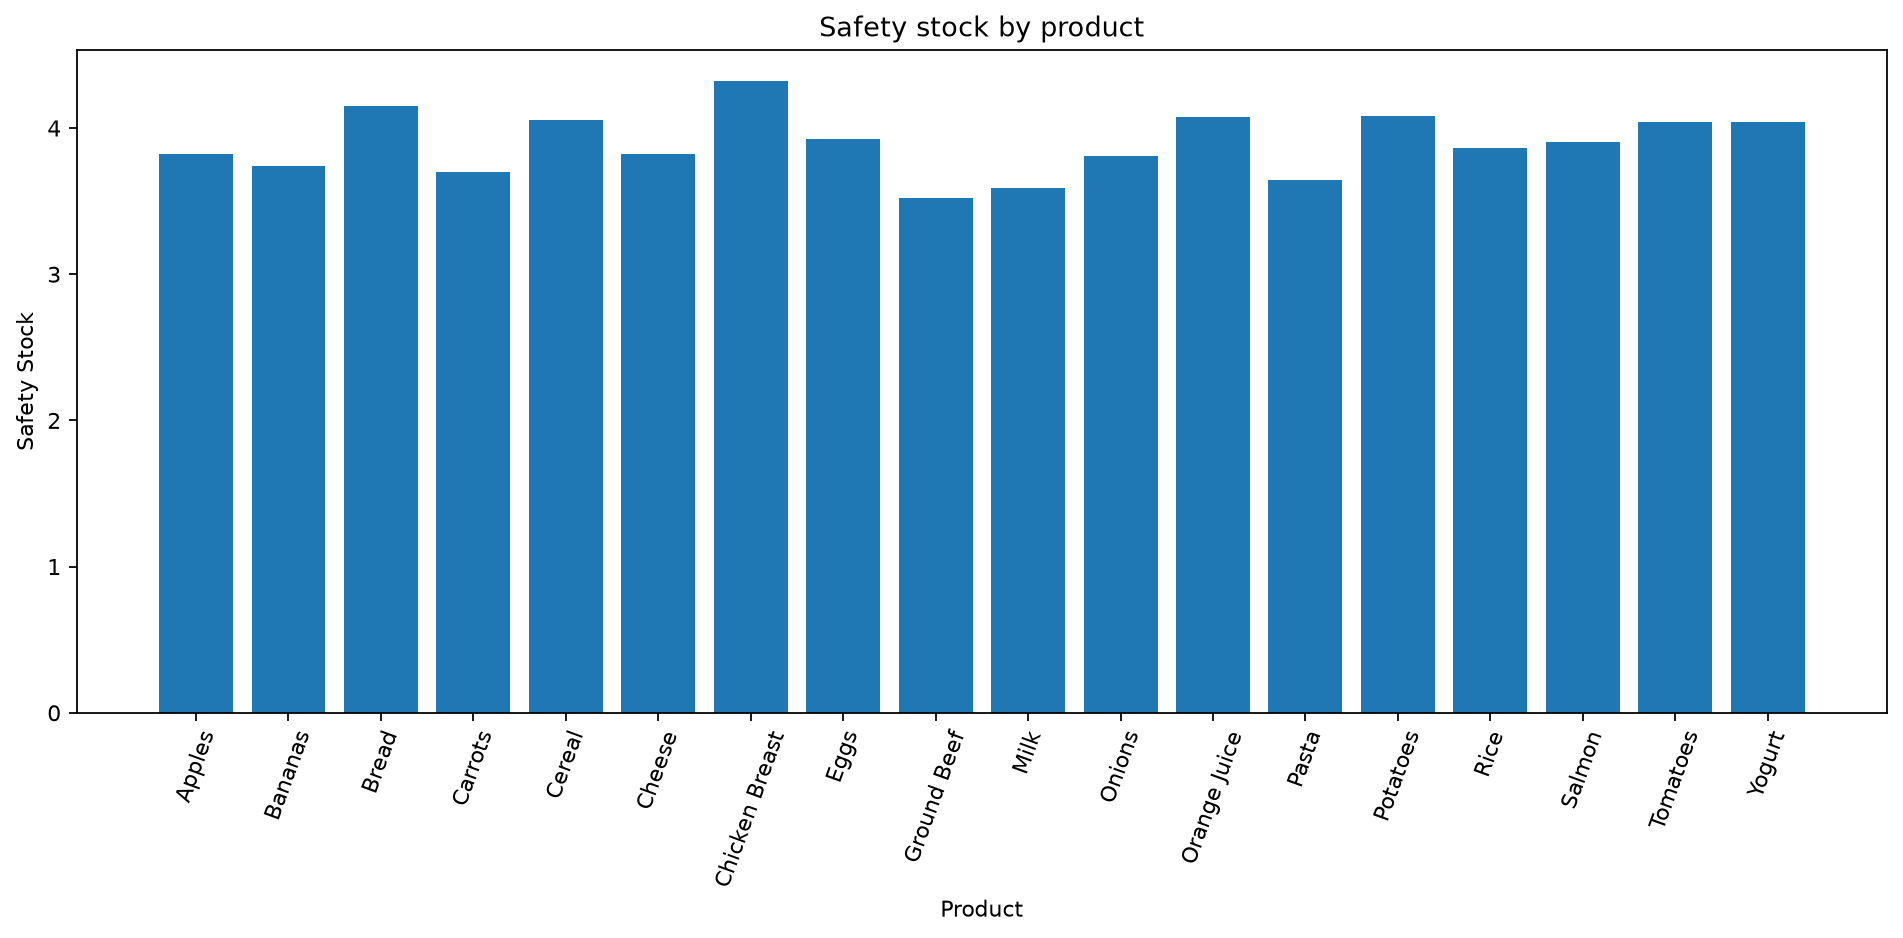 Safety stock by product
Safety Stock
4
3
2
1
0
Apples
Bananas
Bread
Carrots
Cereal
Cheese
Chicken Breast
Eggs
Ground Beef
Milk
Onions
Orange Juice
Pasta
Potatoes
Rice
Salmon
Tomatoes
Yogurt
Product